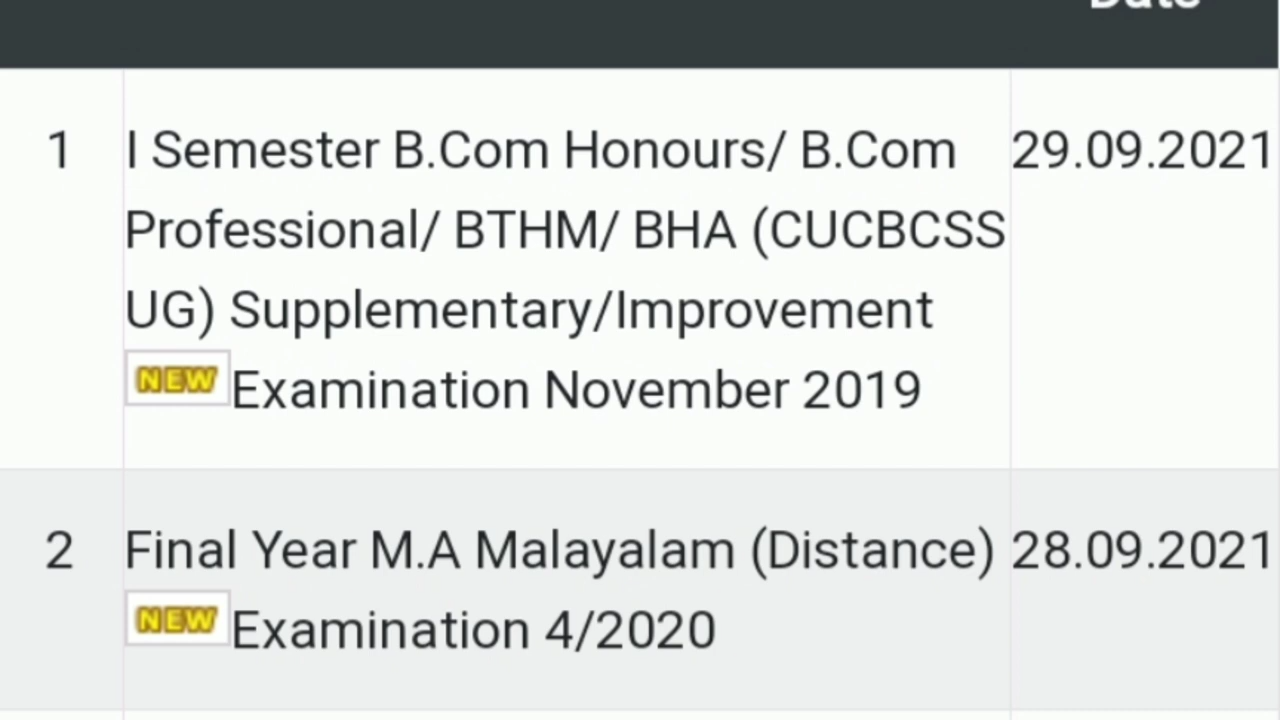 Date
1 I Semester B.Com Honours/ B.Com 29.09.2021
Professional/ BTHM/ BHA (CUCBCSS
UG) Supplementary/Improvement
NEW Examination November 2019
2 Final Year M.A Malayalam (Distance) 28.09.2021
NEW Examination 4/2020